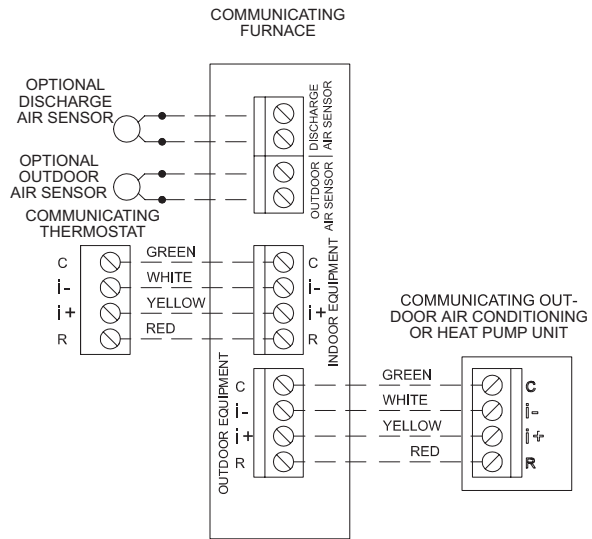 COMMUNICATING
FURNACE
OPTIONAL
DISCHARGE
AIR SENSOR
DISCHARGE
AIR SENSOR
OPTIONAL
OUTDOOR
AIR SENSOR
OUTDOOR
AIR SENSOR
COMMUNICATING
THERMOSTAT
C
GREEN
C
i-
WHITE
i-
i+
YELLOW
i+
R
RED
R
INDOOR EQUIPMENT
COMMUNICATING OUT-
DOOR AIR CONDITIONING
OR HEAT PUMP UNIT
OUTDOOR EQUIPMENT
C
GREEN
C
i-
WHITE
i-
i+
YELLOW
i+
R
RED
R